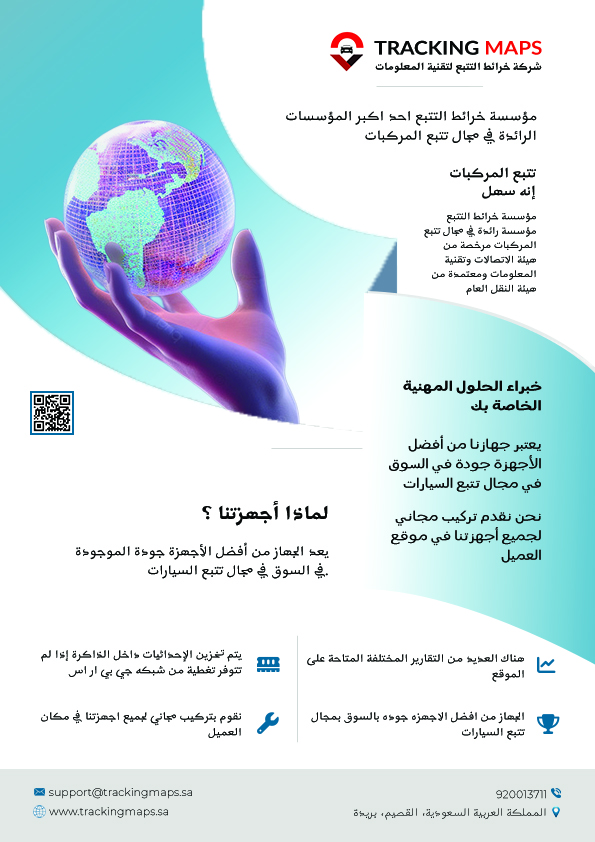 TRACKING MAPS
شركة خرائط التتبع لتقنية المعلومات
مؤسسة خرائط التتبع احد اكبر المؤسسات
الرائدة في مجال تتبع المركبات
تتبع المركبات
إنه سهل
مؤسسة خرائط التتبع
مؤسسة رائدة في مجال تتبع
المركبات مرخصة من
هيئة الاتصالات وتقنية
المعلومات ومعتمدة من
هيئة النقل العام
خبراء الحلول المهنية
الخاصة بك
يعتبر جهازنا من أفضل
الأجهزة جودة في السوق
في مجال تتبع السيارات
نحن نقدم تركيب مجاني
لجميع أجهزتنا في موقع
العميل
لماذا أجهزتنا ؟
يعد الجهاز من أفضل الأجهزة جودة الموجودة
في السوق في مجال تتبع السيارات.
هناك العديد من التقارير المختلفة المتاحة على
الموقع
يتم تخزين الإحداثيات داخل الذاكرة إذا لم
تتوفر تغطية من شبكه جي بي ار اس
الجهاز من افضل الاجهزه جوده بالسوق بمجال
تتبع السيارات
نقوم بتركيب مجاني لجميع اجهزتنا في مكان
العميل
920013711
المملكة العربية السعودية، القصيم، بريدة
support@trackingmaps.sa
www.trackingmaps.sa